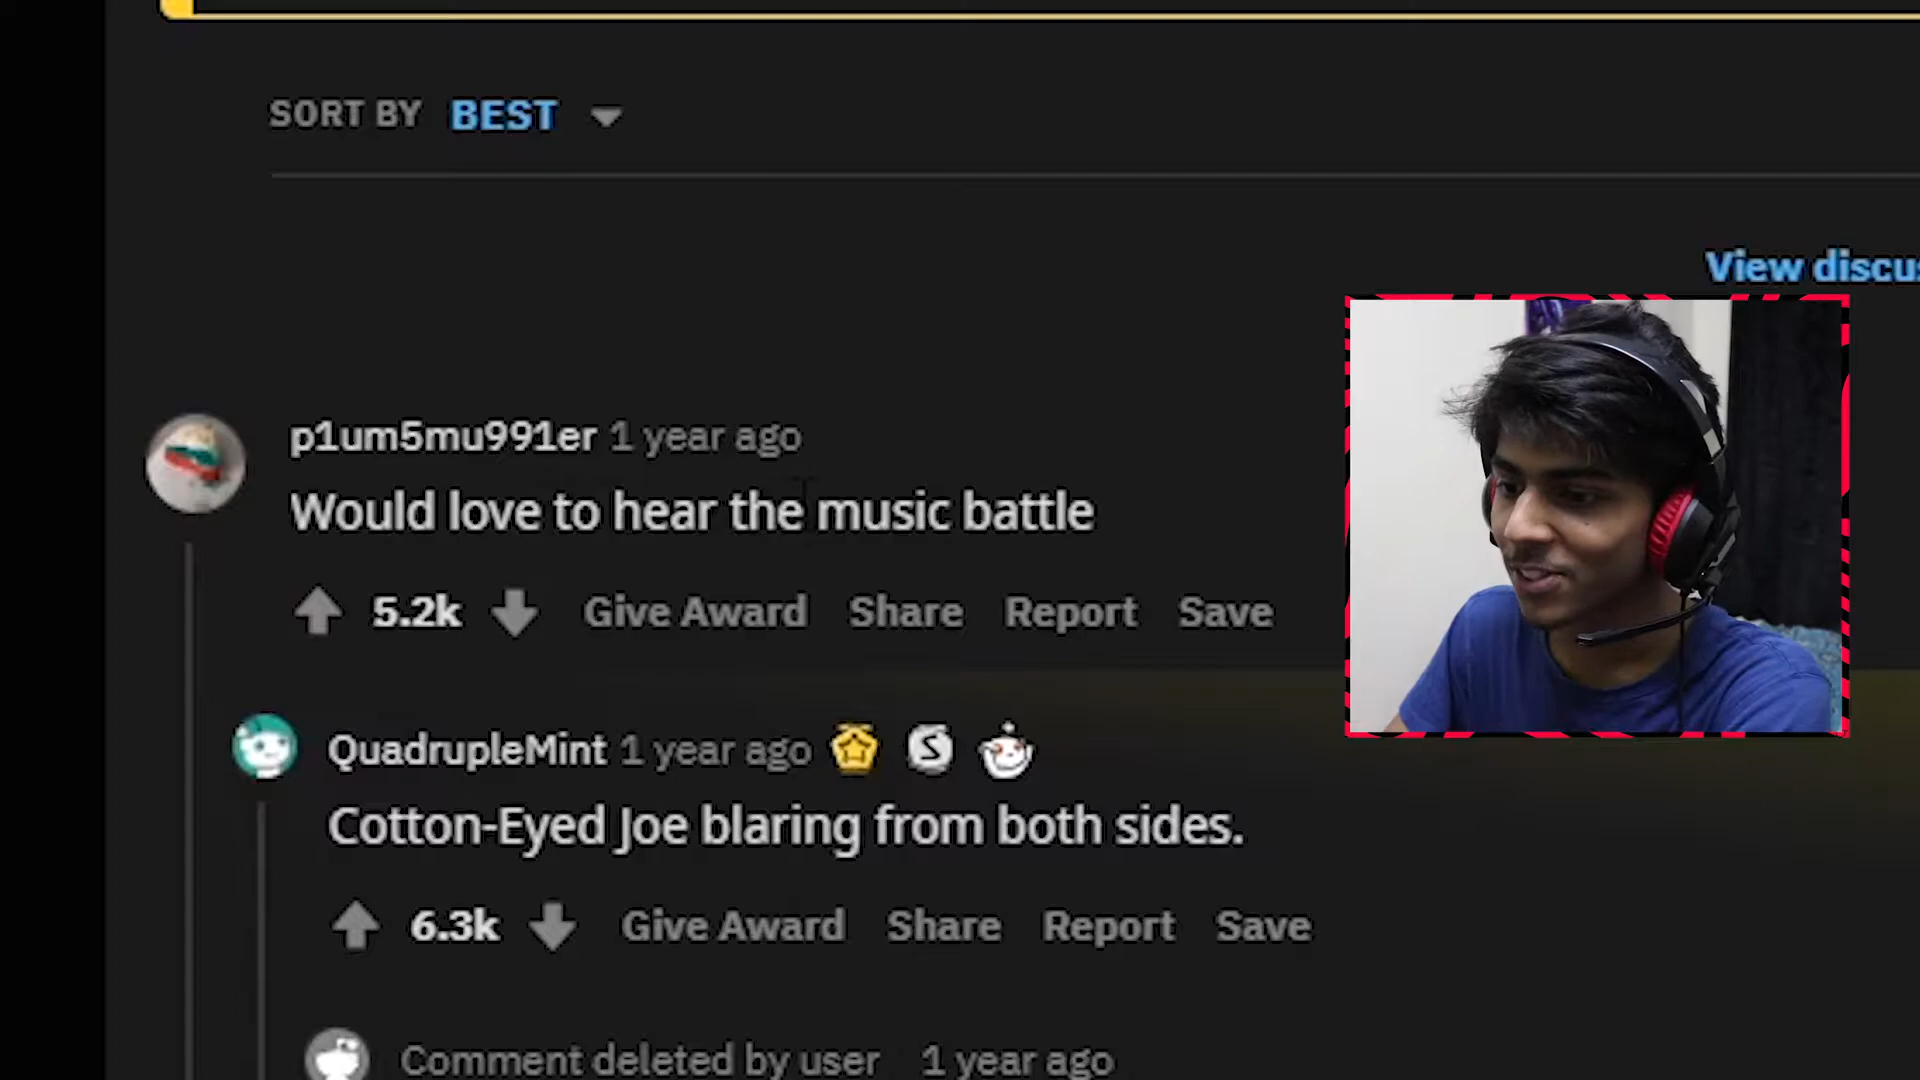 SORT BY BEST
View discus
p1um5mu991er 1 year ago
Would love to hear the music battle
5.2k Give Award Share Report Save
QuadrupleMint 1 year ago
Cotton-Eyed Joe blaring from both sides.
6.3k Give Award Share Report Save
Comment deleted by user 1 year ago